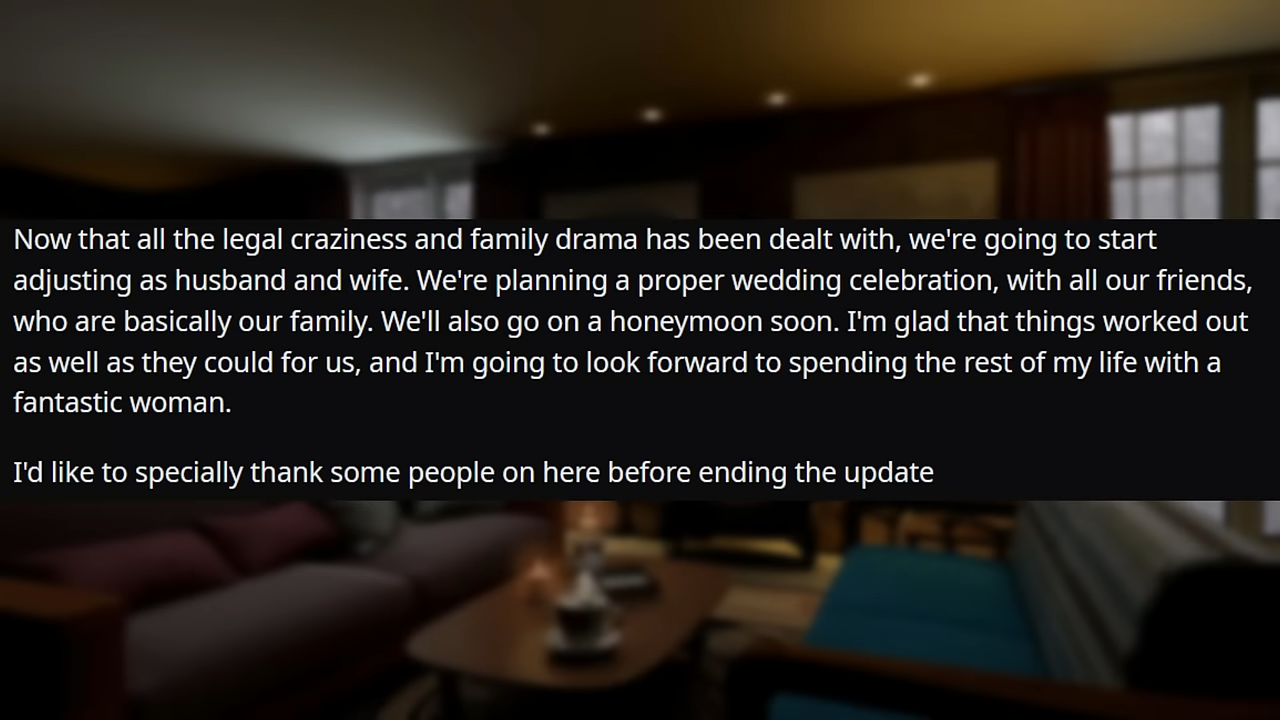 Now that all the legal craziness and family drama has been dealt with, we're going to start
adjusting as husband and wife. We're planning a proper wedding celebration, with all our friends,
who are basically our family. We'll also go on a honeymoon soon. I'm glad that things worked out
as well as they could for us, and I'm going to look forward to spending the rest of my life with a
fantastic woman.
I'd like to specially thank some people on here before ending the update